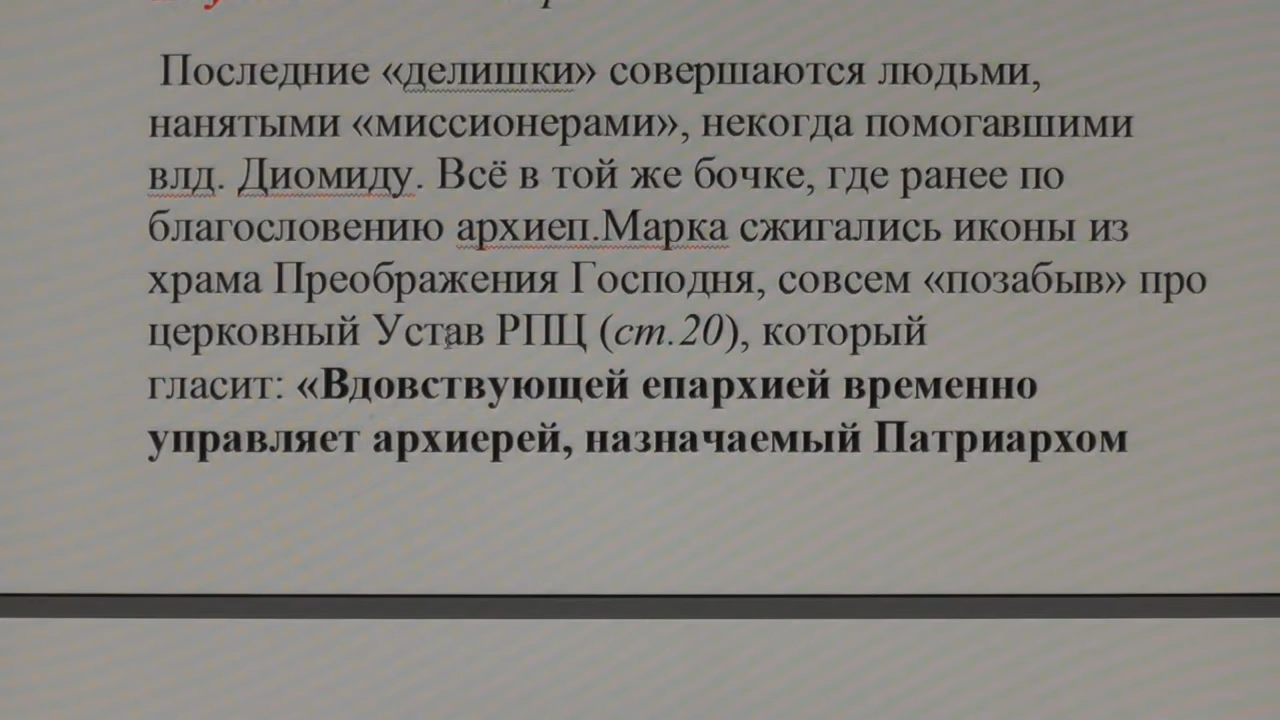 Последние «делишки» совершаются людьми,
нанятыми «миссионерами», некогда помогавшими
влд. Диомиду. Всё в той же бочке, где ранее по
благословению архиеп.Марка сжигались иконы из
храма Преображения Господня, совсем «позабыв» про
церковный Устав РПЦ (ст.20), который
гласит: «Вдовствующей епархией временно
управляет архиерей, назначаемый Патриархом